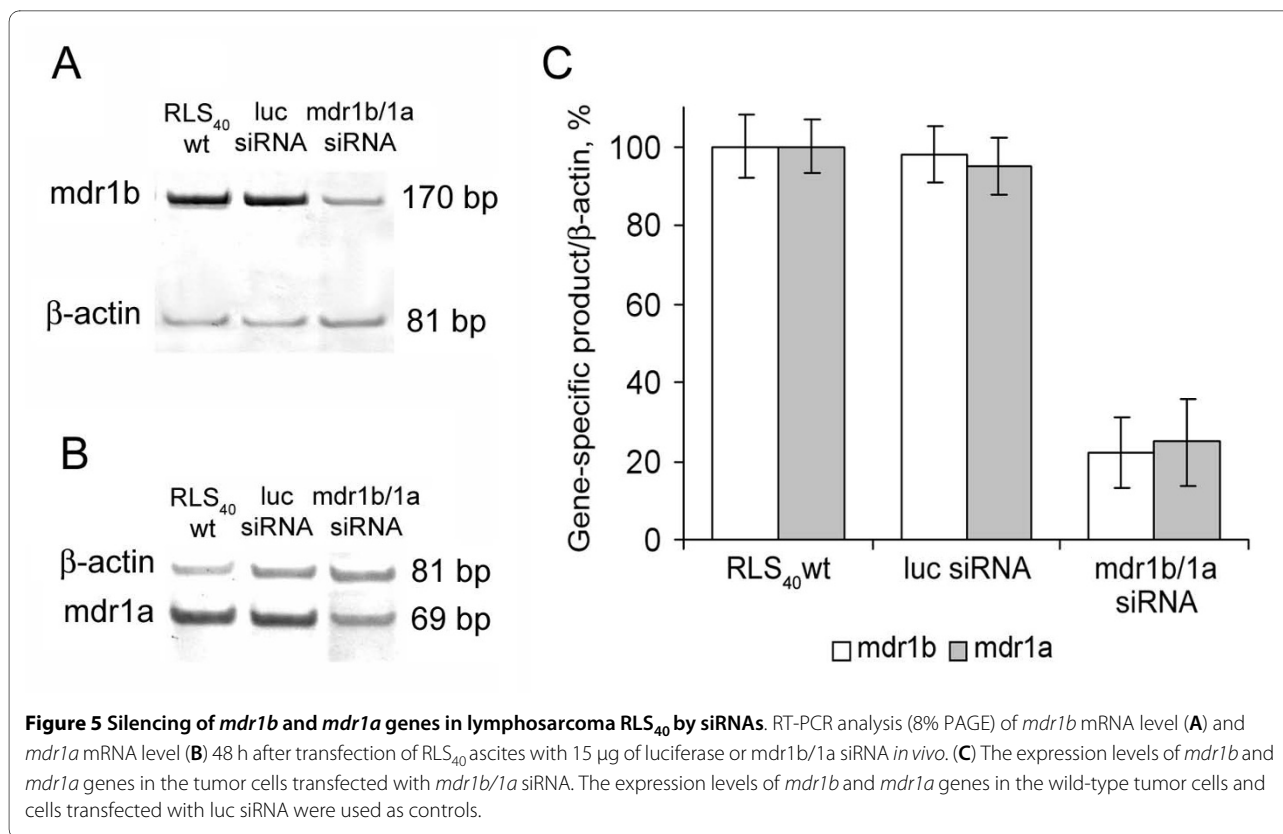 A
RLS₄₀ luc mdr1b/1a
wt siRNA siRNA
mdr1b 170 bp
β-actin 81 bp
B
RLS₄₀ luc mdr1b/1a
wt siRNA siRNA
β-actin 81 bp
mdr1a 69 bp
C
Gene-specific product/β-actin, %
100
80
60
40
20
0
RLS₄₀wt luc siRNA mdr1b/1a
siRNA
mdr1b mdr1a
Figure 5 Silencing of mdr1b and mdr1a genes in lymphosarcoma RLS₄₀ by siRNAs. RT-PCR analysis (8% PAGE) of mdr1b mRNA level (A) and
mdr1a mRNA level (B) 48 h after transfection of RLS₄₀ ascites with 15 μg of luciferase or mdr1b/1a siRNA in vivo. (C) The expression levels of mdr1b and
mdr1a genes in the tumor cells transfected with mdr1b/1a siRNA. The expression levels of mdr1b and mdr1a genes in the wild-type tumor cells and
cells transfected with luc siRNA were used as controls.